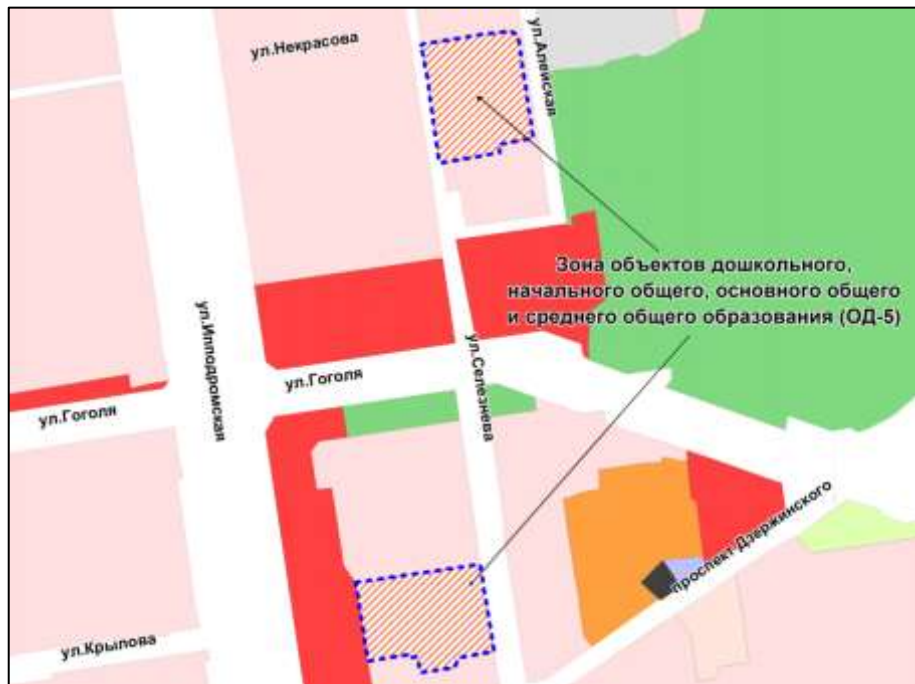 ул.Некрасова
ул.Алейская
Зона объектов дошкольного,
начального общего, основного общего
и среднего общего образования (ОД-5)
ул.Ипподромская
ул.Гоголя
ул.Селезнева
ул.Гоголя
проспект Дзержинского
ул.Крылова